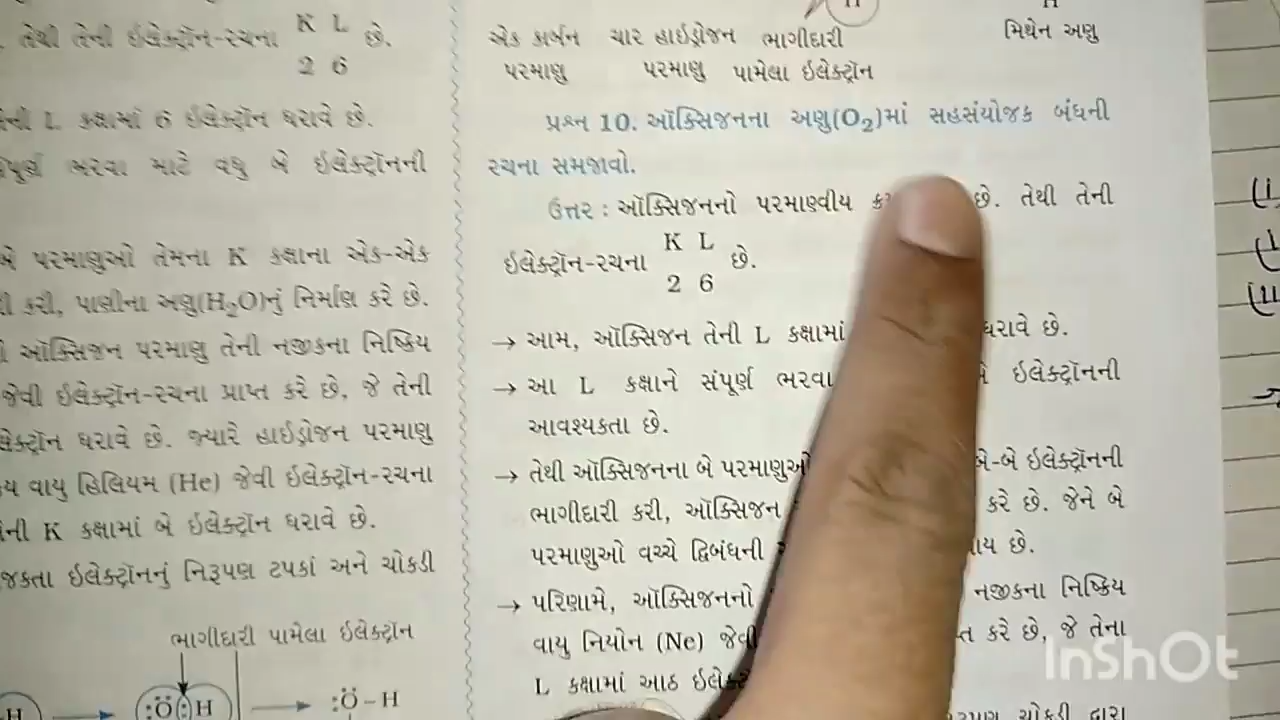 તેથી તેની ઇલેક્ટ્રૉન-રચના K L છે.
2 6
L કક્ષામાં 6 ઇલેક્ટ્રૉન ધરાવે છે.
ભરવા માટે વધુ બે ઇલેક્ટ્રૉનની
પરમાણુઓ તેમના K કક્ષાના એક-એક
કરી, પાણીના અણુ(H₂O)નું નિર્માણ કરે છે.
ઑક્સિજન પરમાણુ તેની નજીકના નિષ્ક્રિય
જેવી ઇલેક્ટ્રૉન-રચના પ્રાપ્ત કરે છે, જે તેની
ધરાવે છે. જ્યારે હાઇડ્રોજન પરમાણુ
વાયુ હિલિયમ (He) જેવી ઇલેક્ટ્રૉન-રચના
K કક્ષામાં બે ઇલેક્ટ્રૉન ધરાવે છે.
ઇલેક્ટ્રૉનનું નિરૂપણ ટપકાં અને ચોકડી
ભાગીદારી પામેલા ઇલેક્ટ્રૉન
H :Ö: H :Ö – H
H H
એક કાર્બન ચાર હાઇડ્રોજન ભાગીદારી મિથેન અણુ
પરમાણુ પરમાણુ પામેલા ઇલેક્ટ્રૉન
પ્રશ્ન 10. ઑક્સિજનના અણુ(O₂)માં સહસંયોજક બંધની
રચના સમજાવો.
ઉત્તર : ઑક્સિજનનો પરમાણ્વીય છે. તેથી તેની
ઇલેક્ટ્રૉન-રચના K L છે.
2 6
→ આમ, ઑક્સિજન તેની L કક્ષામાં ધરાવે છે.
→ આ L કક્ષાને સંપૂર્ણ ભરવા ઇલેક્ટ્રૉનની
આવશ્યકતા છે.
→ તેથી ઑક્સિજનના બે પરમાણુઓ બે-બે ઇલેક્ટ્રૉનની
ભાગીદારી કરી, ઑક્સિજન કરે છે. જેને બે
પરમાણુઓ વચ્ચે દ્વિબંધની છે.
→ પરિણામે, ઑક્સિજનનો નજીકના નિષ્ક્રિય
વાયુ નિયોન (Ne) જેવી કરે છે, જે તેના
L કક્ષામાં આઠ
ચોકડી દ્વારા
InShOt